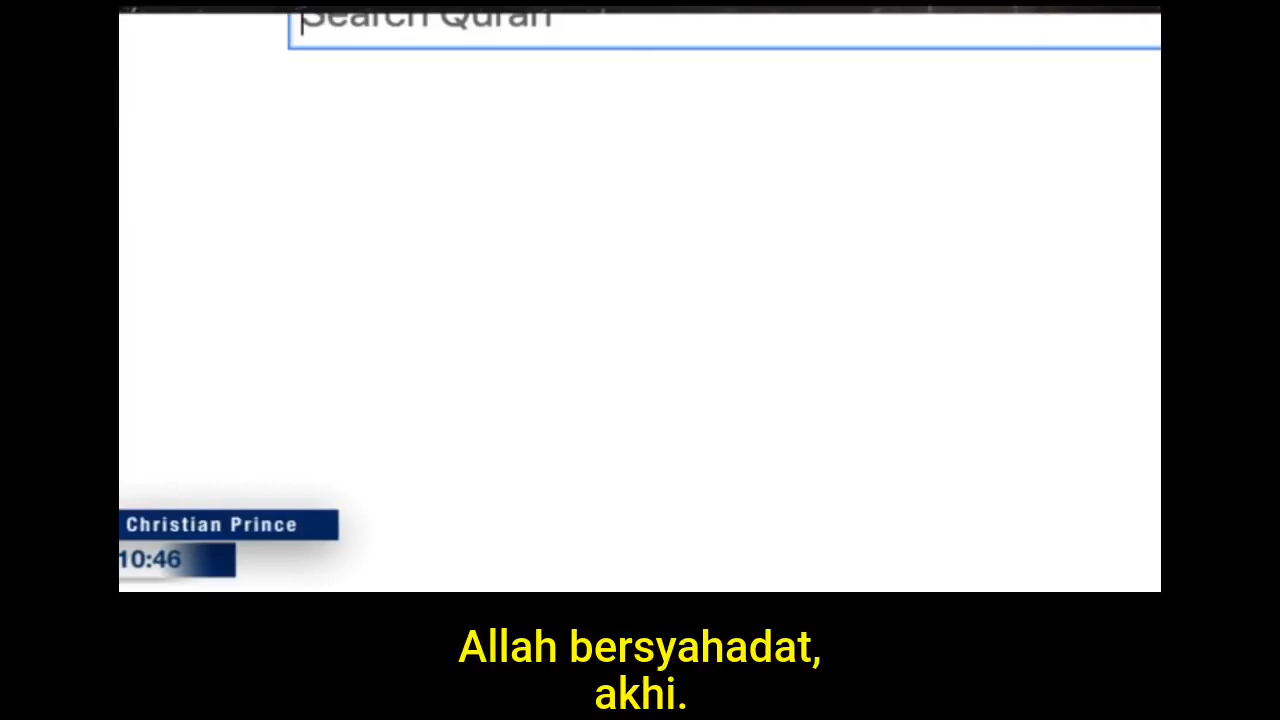 Search Quran
Christian Prince
10:46
Allah bersyahadat,
akhi.